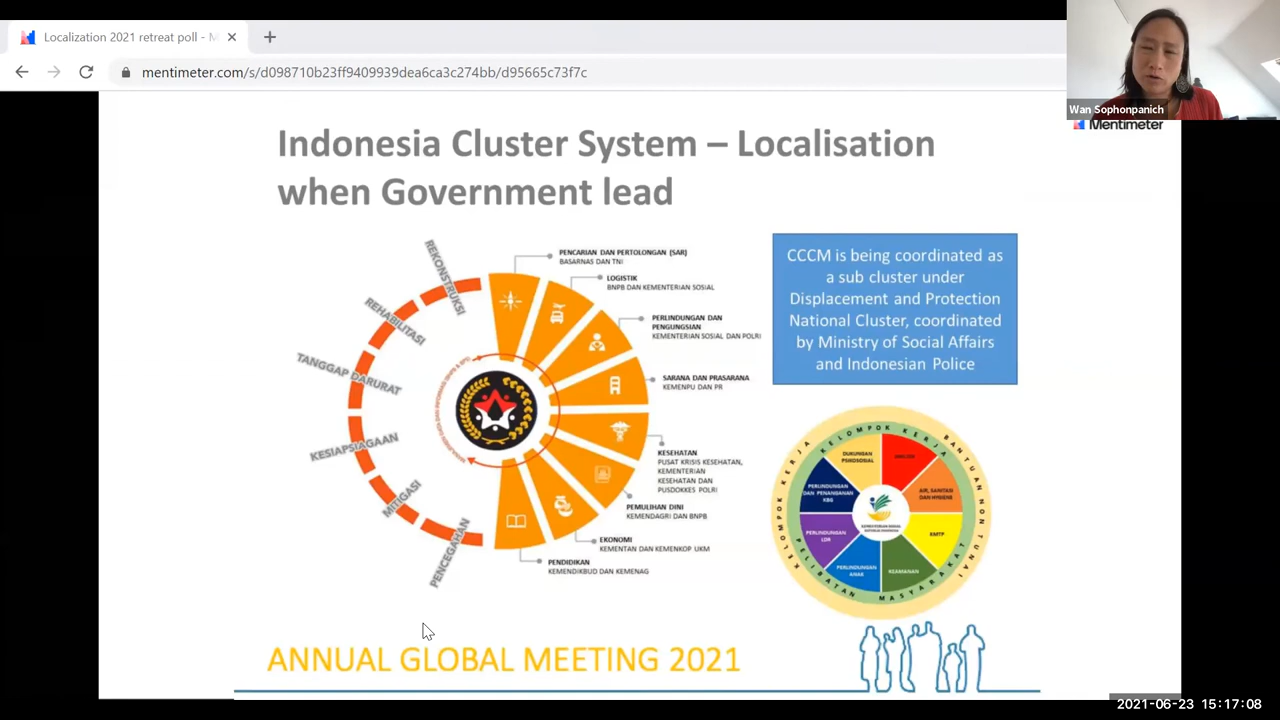 Localization 2021 retreat poll - M
mentimeter.com/s/d098710b23ff9409939dea6ca3c274bb/d95665c73f7c
Wan Sophonpanich
Mentimeter
Indonesia Cluster System – Localisation
when Government lead
REKONSTRUKSI
REHABILITASI
TANGGAP DARURAT
KESIAPSIAGAAN
PENCARIAN DAN PERTOLONGAN (SAR)
BASARNAS DAN TNI
LOGISTIK
BNPB DAN KEMENTERIAN SOSIAL
PERLINDUNGAN DAN
PENGUNGSIAN
KEMENTERIAN SOSIAL DAN POLRI
SARANA DAN PRASARANA
KEMENPU DAN PR
KESEHATAN
PUSAT KRISIS KESEHATAN,
KEMENTERIAN
KESEHATAN DAN
PUSDOKKES POLRI
PEMULIHAN DINI
KEMENDAGRI DAN BNPB
EKONOMI
KEMENTAN DAN KEMENKOP UKM
PENDIDIKAN
KEMENDIKBUD DAN KEMENAG
CCCM is being coordinated as
a sub cluster under
Displacement and Protection
National Cluster, coordinated
by Ministry of Social Affairs
and Indonesian Police
KELOMPOK KERJA BANTUAN NON TUNAI
KELOMPOK KERJA
PELIBATAN MASYARAKAT
DUKUNGAN
PSIKOSOSIAL
AIR, SANITASI
DAN HYGIENE
KEAMANAN
PERLINDUNGAN
ANAK
PERLINDUNGAN
LDR
PERLINDUNGAN
DAN PENANGANAN
KBG
ANNUAL GLOBAL MEETING 2021
2021-06-23 15:17:08